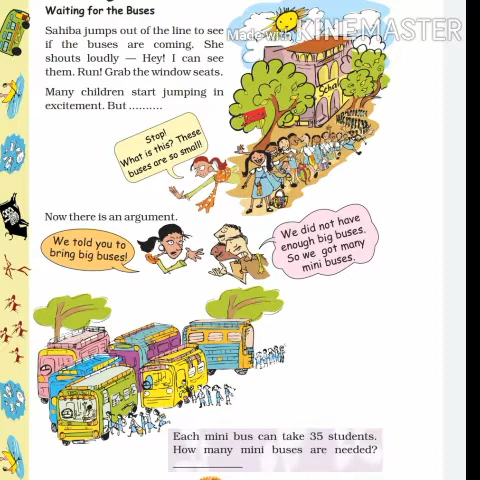 Waiting for the Buses
Made with KINEMASTER
Sahiba jumps out of the line to see
if the buses are coming. She
shouts loudly — Hey! I can see
them. Run! Grab the window seats.
Many children start jumping in
excitement. But ..........
School
Stop!
What is this? These
buses are so small!
Now there is an argument.
We told you to
bring big buses!
We did not have
enough big buses.
So we got many
mini buses.
Each mini bus can take 35 students.
How many mini buses are needed?